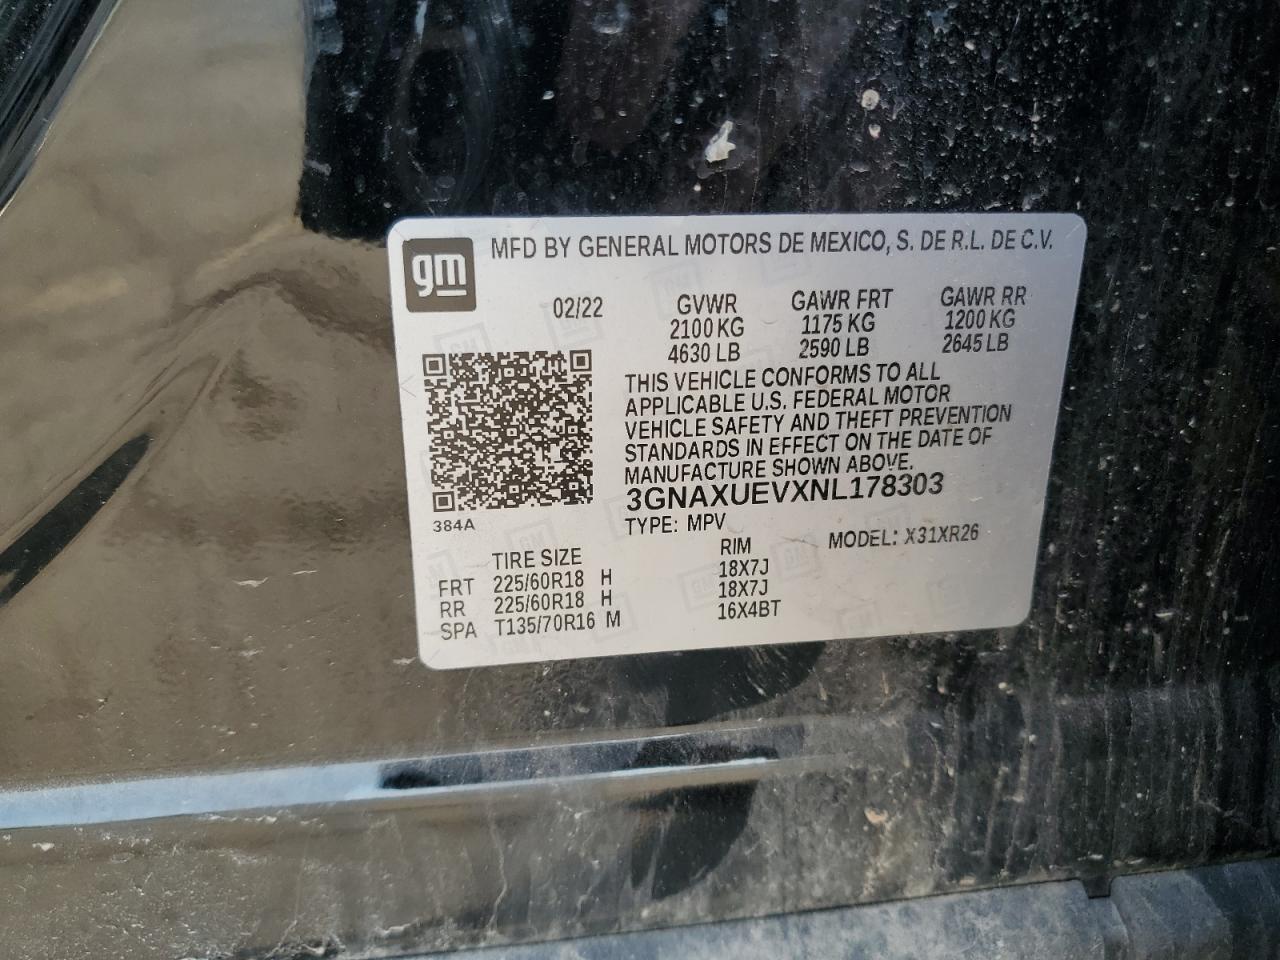 gm
MFD BY GENERAL MOTORS DE MEXICO, S. DE R.L. DE C.V.
02/22 GVWR GAWR FRT GAWR RR
2100 KG 1175 KG 1200 KG
4630 LB 2590 LB 2645 LB
THIS VEHICLE CONFORMS TO ALL
APPLICABLE U.S. FEDERAL MOTOR
VEHICLE SAFETY AND THEFT PREVENTION
STANDARDS IN EFFECT ON THE DATE OF
MANUFACTURE SHOWN ABOVE.
3GNAXUEVXNL178303
384A
TYPE: MPV MODEL: X31XR26
TIRE SIZE RIM
FRT 225/60R18 H 18X7J
RR 225/60R18 H 18X7J
SPA T135/70R16 M 16X4BT